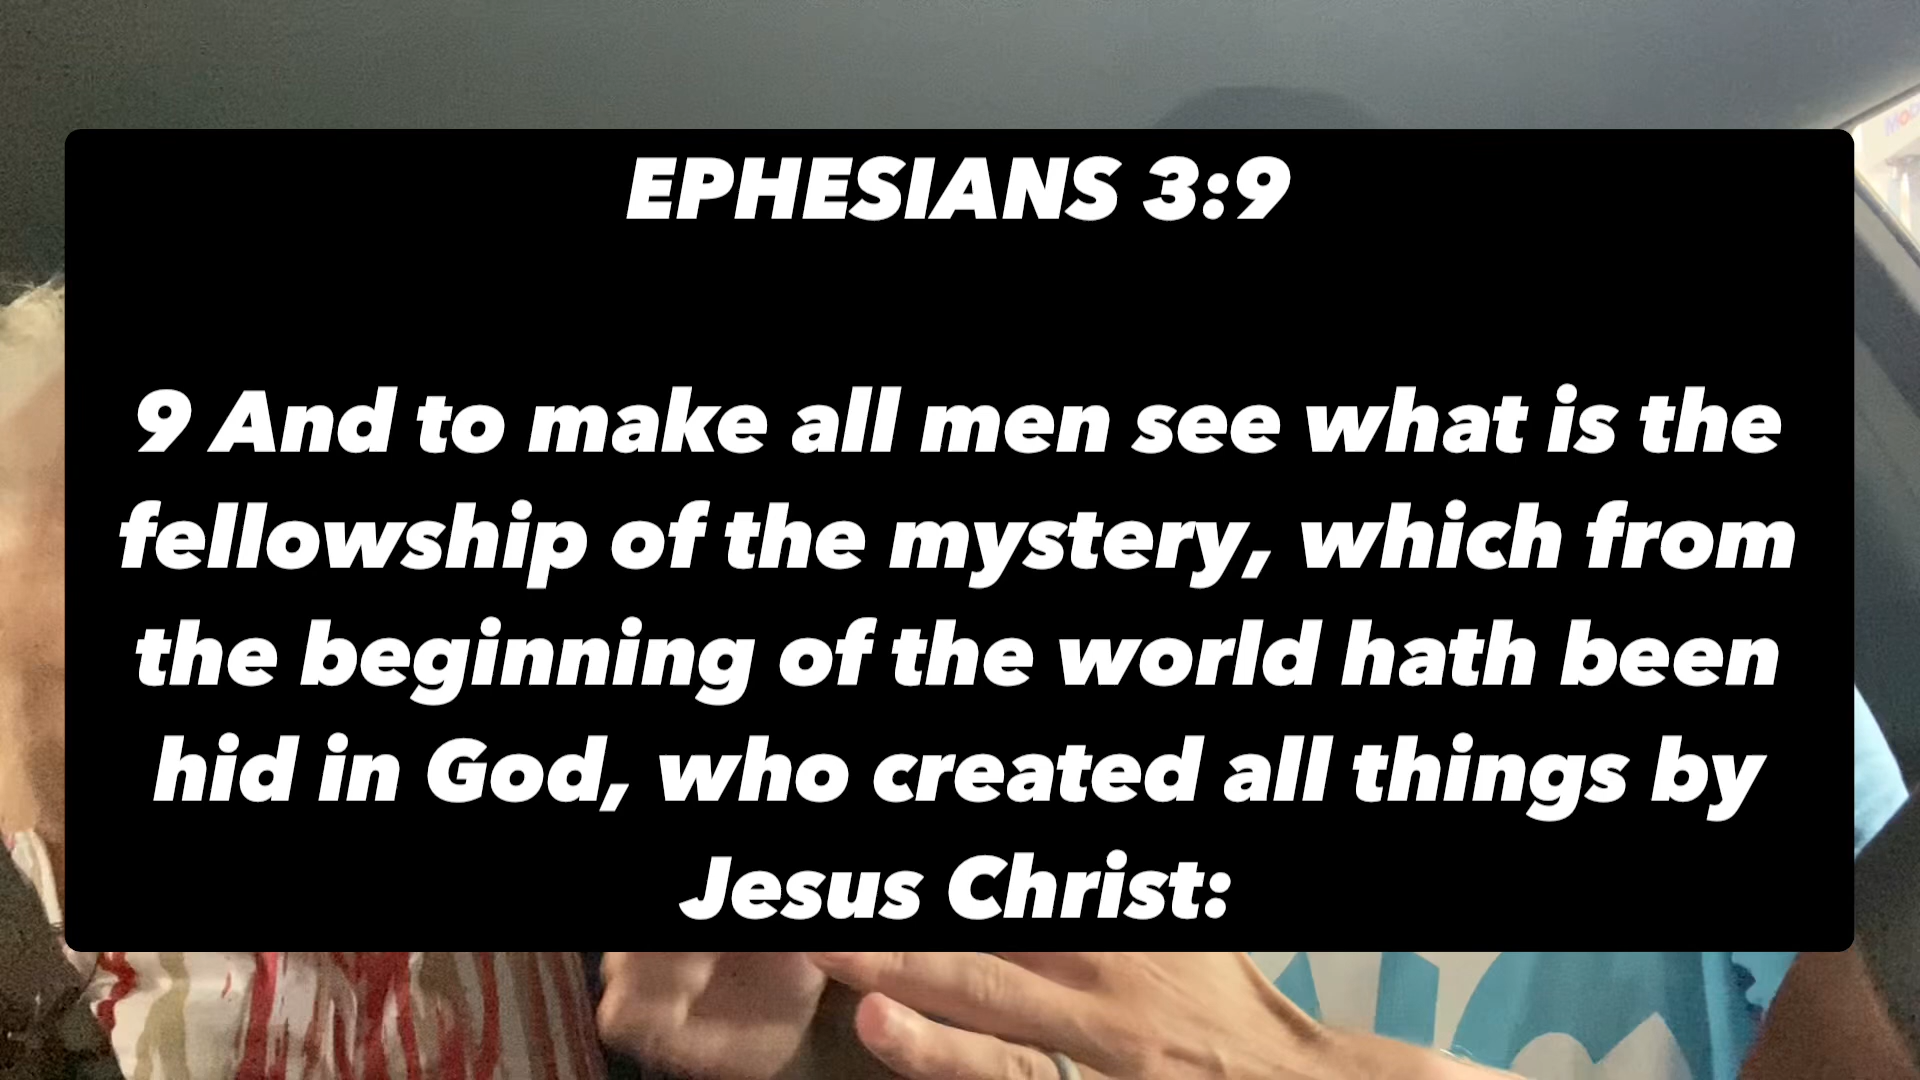 EPHESIANS 3:9
9 And to make all men see what is the
fellowship of the mystery, which from
the beginning of the world hath been
hid in God, who created all things by
Jesus Christ: